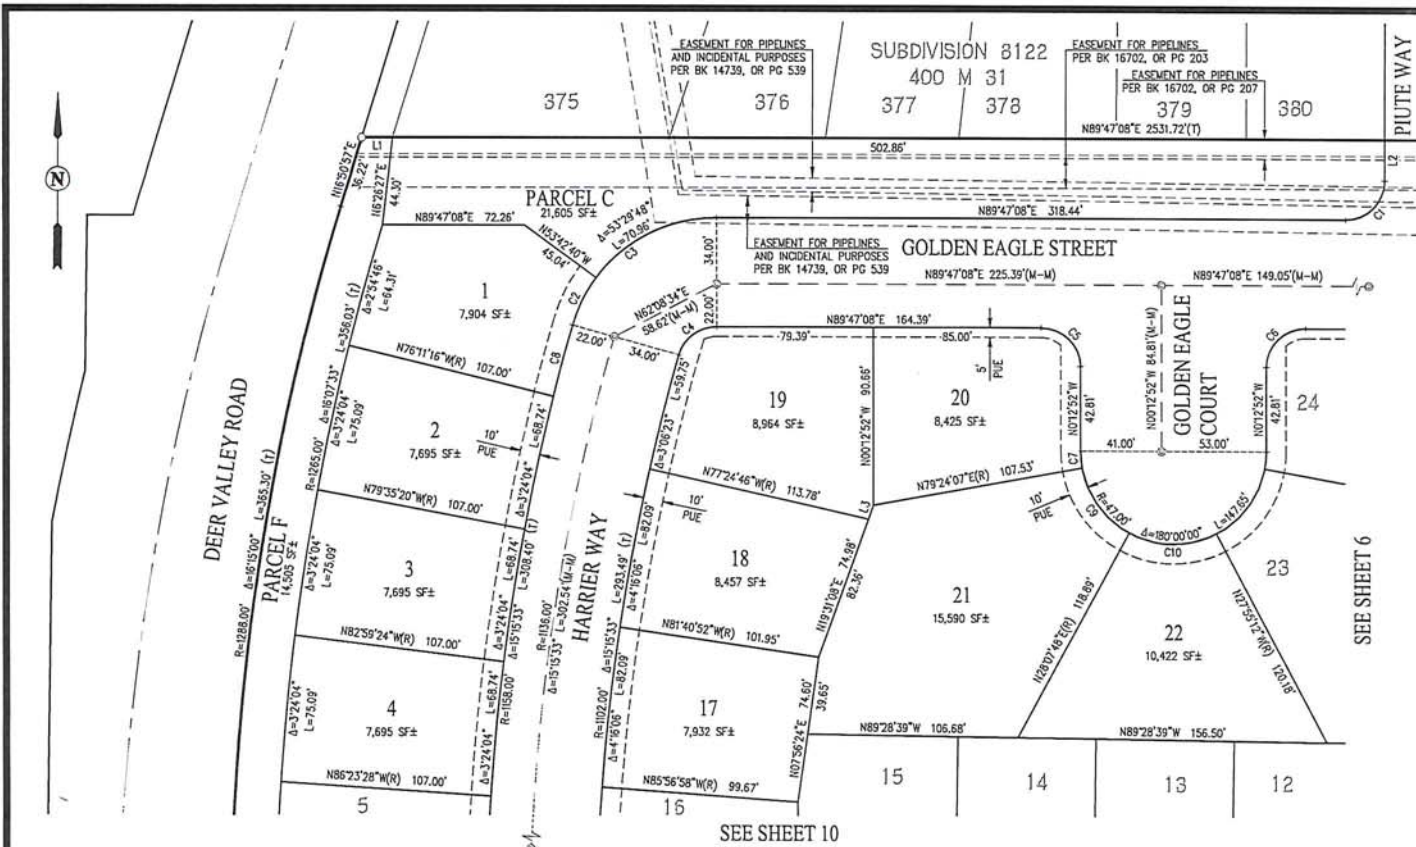 EASEMENT FOR PIPELINES
AND INCIDENTAL PURPOSES
PER BK 14739, OR PG 539
SUBDIVISION 8122
400 M 31
EASEMENT FOR PIPELINES
PER BK 16702, OR PG 203
EASEMENT FOR PIPELINES
PER BK 16702, OR PG 207
375
376
377
378
379
380
PIUTE WAY
N89°47'08"E 2531.72'(T)
502.86'
L1
L2
N
N16°50'57"E
36.22'
N6°26'27"E
44.30'
PARCEL C
21,605 SF±
N89°47'08"E 72.26'
N53°42'40"W
45.04'
Δ=53°29'48"
L=70.96'
C3
N89°47'08"E 318.44'
C1
34.00'
EASEMENT FOR PIPELINES
AND INCIDENTAL PURPOSES
PER BK 14739, OR PG 539
GOLDEN EAGLE STREET
N89°47'08"E 225.39'(M-M)
N89°47'08"E 149.05'(M-M)
1
7,904 SF±
C2
C8
Δ=2°54'46"
L=64.31'
L=356.03' (T)
N62°08'34"E
58.62'(M-M)
22.00'
22.00'
34.00'
C4
N89°47'08"E 164.39'
79.39'
85.00'
5'
PUE
C5
C6
GOLDEN EAGLE
COURT
N00°12'52"W 84.81'(M-M)
N76°11'16"W(R) 107.00'
L=59.75'
Δ=3°06'23"
19
8,964 SF±
N00°12'52"W 90.66'
20
8,425 SF±
N0°12'52"W
42.81'
N0°12'52"W
42.81'
24
41.00'
53.00'
DEER VALLEY ROAD
Δ=16°07'33"
Δ=3°24'04"
L=75.09'
2
7,695 SF±
10'
PUE
L=68.74'
Δ=3°24'04"
R=1265.00'
N77°24'46"W(R) 113.78'
N79°24'07"E(R) 107.53'
C7
L3
10'
PUE
10'
PUE
C9
R=47.00'
Δ=180°00'00"
C10
L=147.65'
N79°35'20"W(R) 107.00'
L=365.30' (T)
PARCEL F
14,505 SF±
Δ=16°15'00"
R=1288.00'
Δ=3°24'04"
L=75.09'
3
7,695 SF±
L=68.74'
L=308.40' (T)
Δ=3°24'04"
Δ=15°15'33"
R=1136.00'
L=302.54'(M-M)
Δ=15°15'33"
HARRIER WAY
L=82.09'
L=293.49' (T)
Δ=4°16'06"
18
8,457 SF±
N19°31'08"E 74.98'
82.36'
21
15,590 SF±
N28°07'48"E(R) 118.89'
22
10,422 SF±
N27°55'12"W(R) 120.18'
23
SEE SHEET 6
N82°59'24"W(R) 107.00'
N81°40'52"W(R) 101.95'
Δ=3°24'04"
L=75.09'
4
7,695 SF±
L=68.74'
R=1158.00'
Δ=3°24'04"
Δ=15°15'33"
L=82.09'
R=1102.00'
Δ=4°16'06"
17
7,932 SF±
N07°56'24"E 74.60'
39.65'
N89°28'39"W 106.68'
N89°28'39"W 156.50'
N86°23'28"W(R) 107.00'
N85°56'58"W(R) 99.67'
5
16
15
14
13
12
SEE SHEET 10